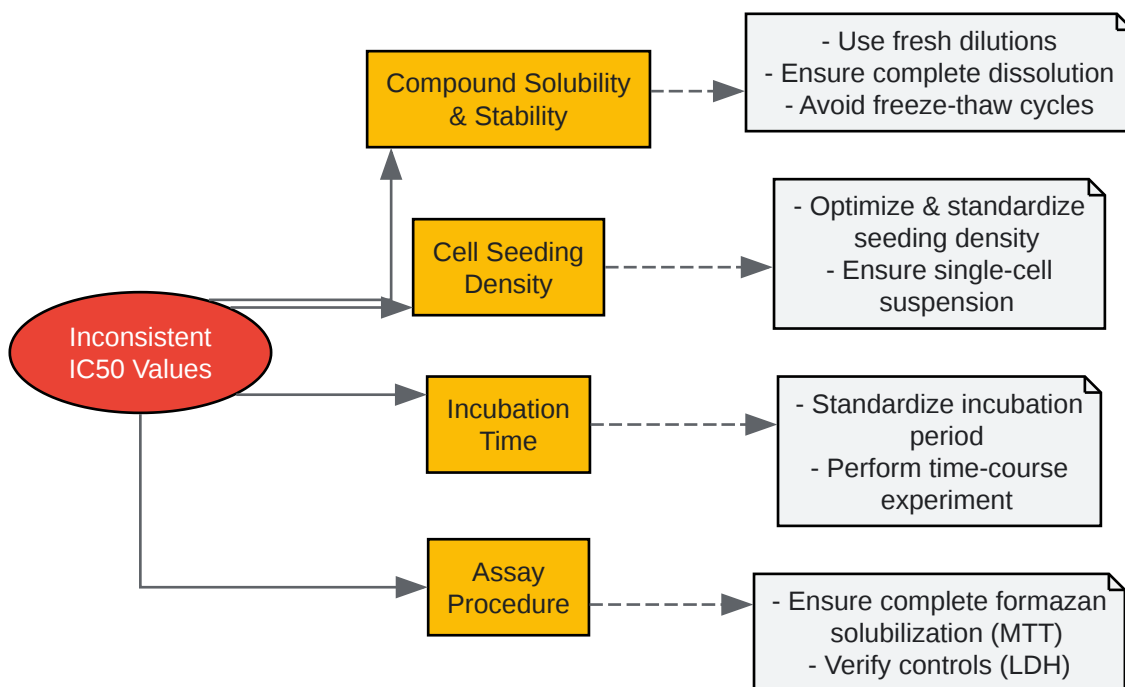 Compound Solubility
& Stability
- Use fresh dilutions
- Ensure complete dissolution
- Avoid freeze-thaw cycles
Cell Seeding
Density
- Optimize & standardize
seeding density
- Ensure single-cell
suspension
Inconsistent
IC50 Values
Incubation
Time
- Standardize incubation
period
- Perform time-course
experiment
Assay
Procedure
- Ensure complete formazan
solubilization (MTT)
- Verify controls (LDH)